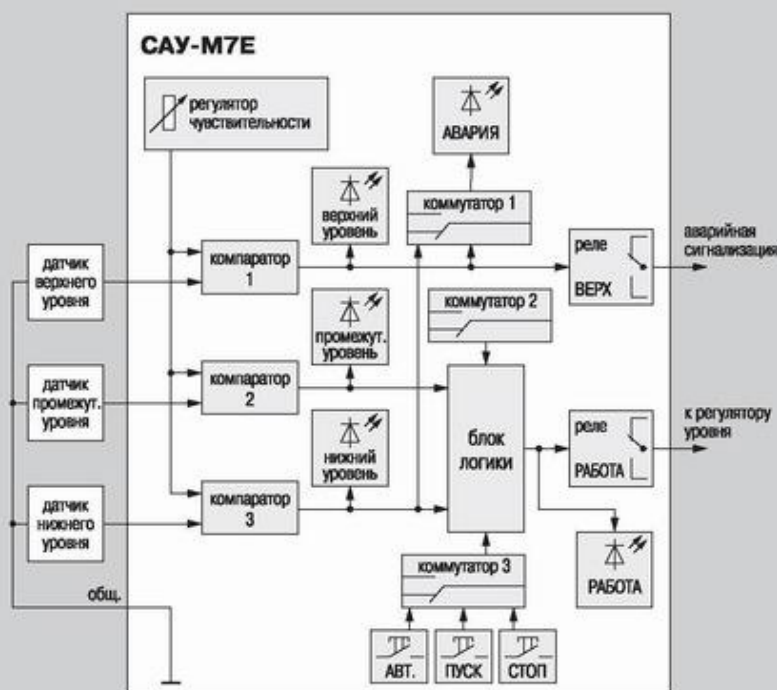 САУ-М7Е
регулятор
чувствительности
АВАРИЯ
верхний
уровень
коммутатор 1
датчик
верхнего
уровня
компаратор
1
реле
ВЕРХ
аварийная
сигнализация
коммутатор 2
промежут.
уровень
датчик
промежут.
уровня
компаратор
2
нижний
уровень
блок
логики
реле
РАБОТА
к регулятору
уровня
датчик
нижнего
уровня
компаратор
3
коммутатор 3
РАБОТА
общ.
АВТ.
ПУСК
СТОП